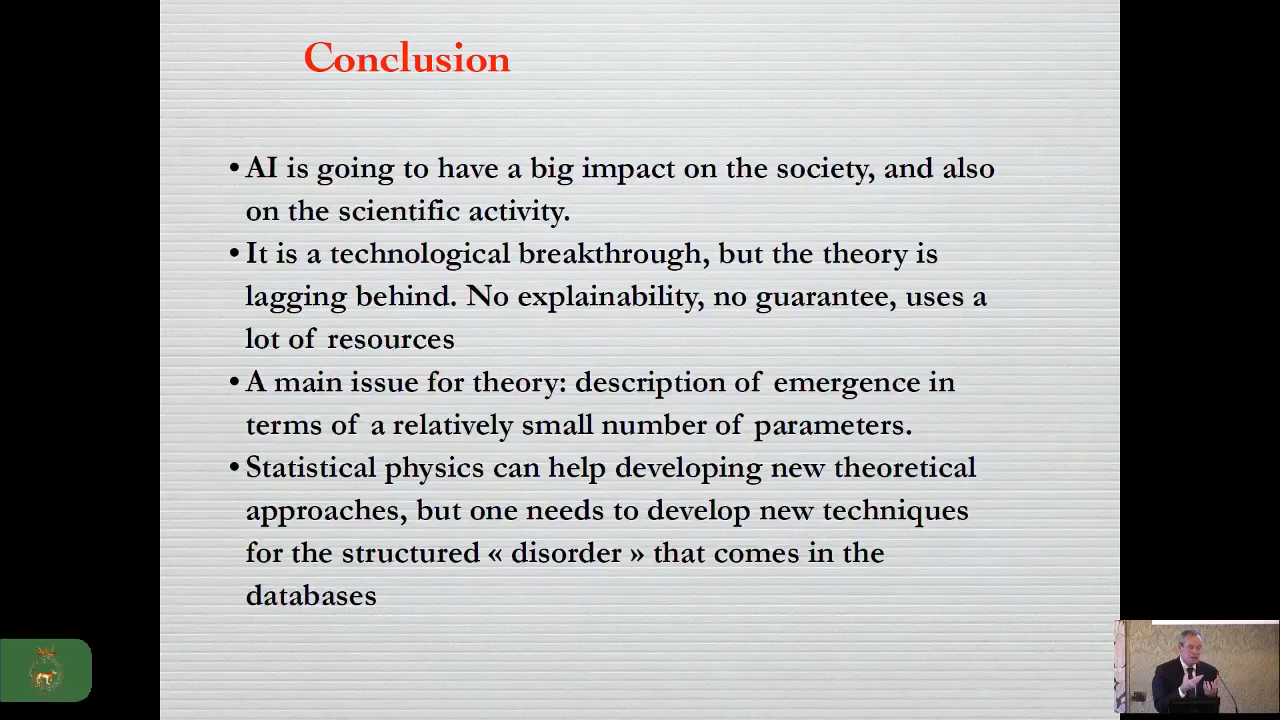 Conclusion
• AI is going to have a big impact on the society, and also
on the scientific activity.
• It is a technological breakthrough, but the theory is
lagging behind. No explainability, no guarantee, uses a
lot of resources
• A main issue for theory: description of emergence in
terms of a relatively small number of parameters.
• Statistical physics can help developing new theoretical
approaches, but one needs to develop new techniques
for the structured « disorder » that comes in the
databases